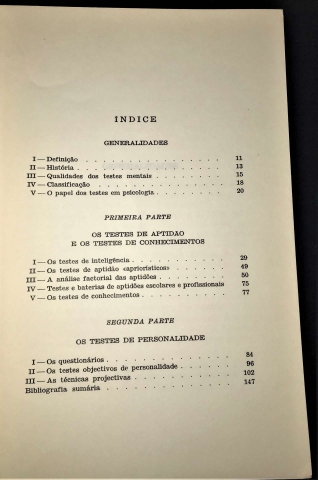 INDICE
GENERALIDADES
I — Definição . . . . . . . . . . . . . . . . 11
II — História . . . . . . . . . . . . . . . . 13
III — Qualidades dos testes mentais . . . . . . . . 15
IV — Classificação . . . . . . . . . . . . . . . 18
V — O papel dos testes em psicologia . . . . . . . 20
PRIMEIRA PARTE
OS TESTES DE APTIDAO
E OS TESTES DE CONHECIMENTOS
I — Os testes de inteligência . . . . . . . . . . 29
II — Os testes de aptidão «aprioristicos» . . . . . . 49
III — A análise factorial das aptidões . . . . . . . . 50
IV — Testes e baterias de aptidões escolares e profissionais 75
V — Os testes de conhecimentos . . . . . . . . . 77
SEGUNDA PARTE
OS TESTES DE PERSONALIDADE
I — Os questionários . . . . . . . . . . . . . 84
II — Os testes objectivos de personalidade . . . . . . 96
III — As técnicas projectivas . . . . . . . . . . . 102
Bibliografia sumária . . . . . . . . . . . . . 147